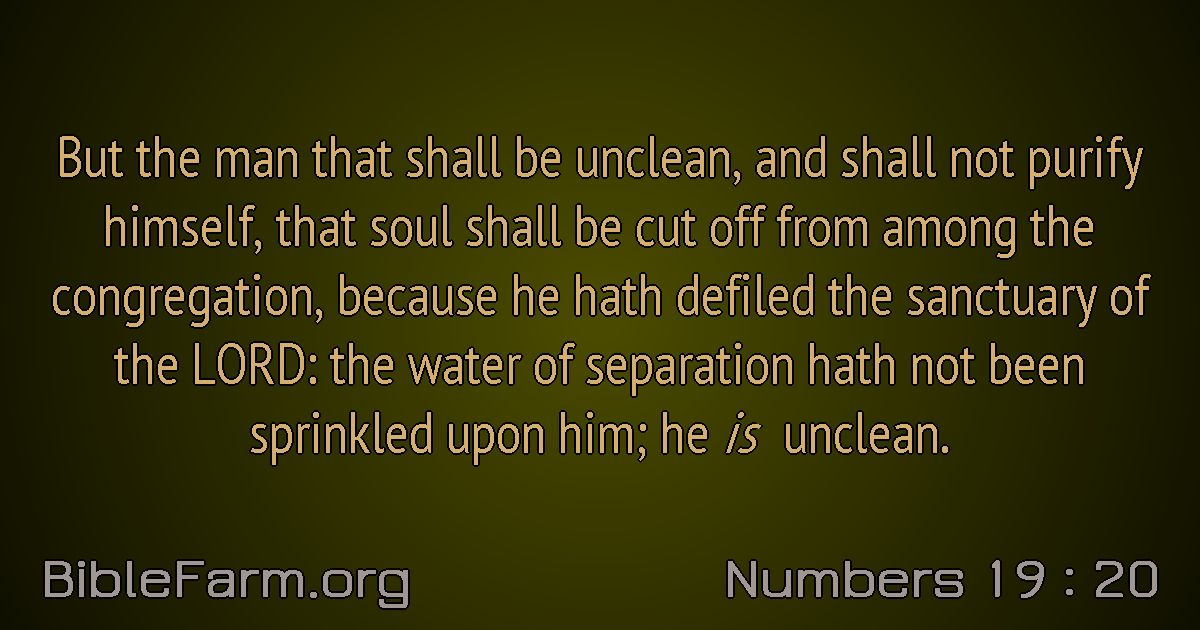 But the man that shall be unclean, and shall not purify
himself, that soul shall be cut off from among the
congregation, because he hath defiled the sanctuary of
the LORD: the water of separation hath not been
sprinkled upon him; he is unclean.
BibleFarm.org
Numbers 19 : 20